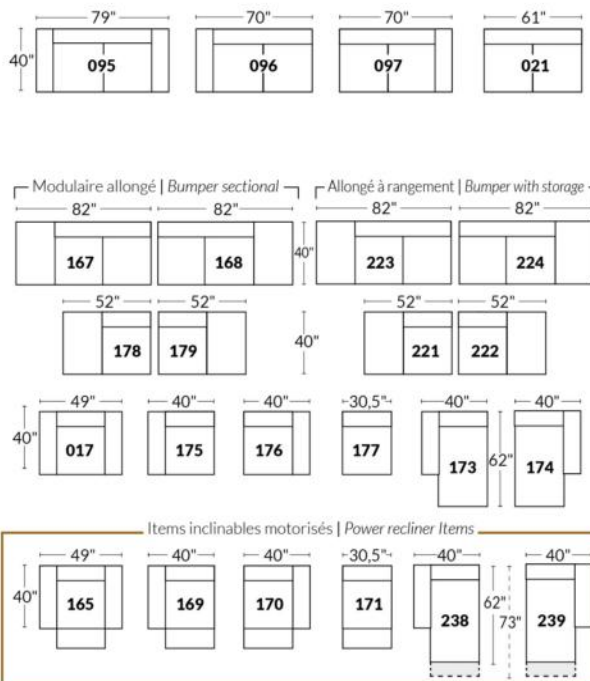 79" 70" 70" 61"
40" 095 096 097 021
Modulaire allongé | Bumper sectional Allongé à rangement | Bumper with storage
82" 82" 82" 82"
167 168 40" 223 224
52" 52" 52" 52"
178 179 40" 221 222
49" 40" 40" 30,5" 40" 40"
40" 017 175 176 177 173 62" 174
Items inclinables motorisés | Power recliner Items
49" 40" 40" 30,5" 40" 40"
40" 165 169 170 171 238 62" 73" 239